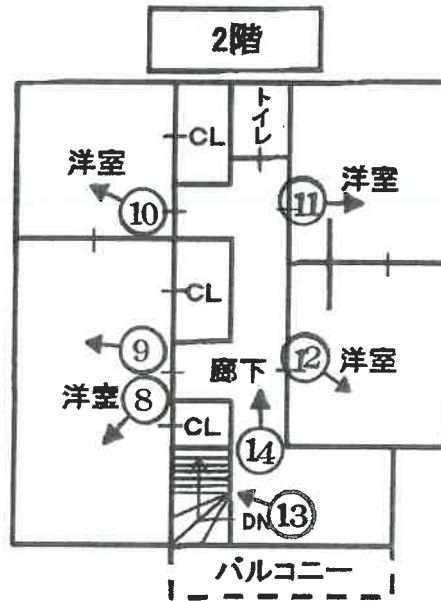 2階
トイレ
CL
洋室
洋室
⑩
⑪
CL
⑨
⑫
廊下
洋室
洋室
⑧
CL
⑭
DN
⑬
バルコニー